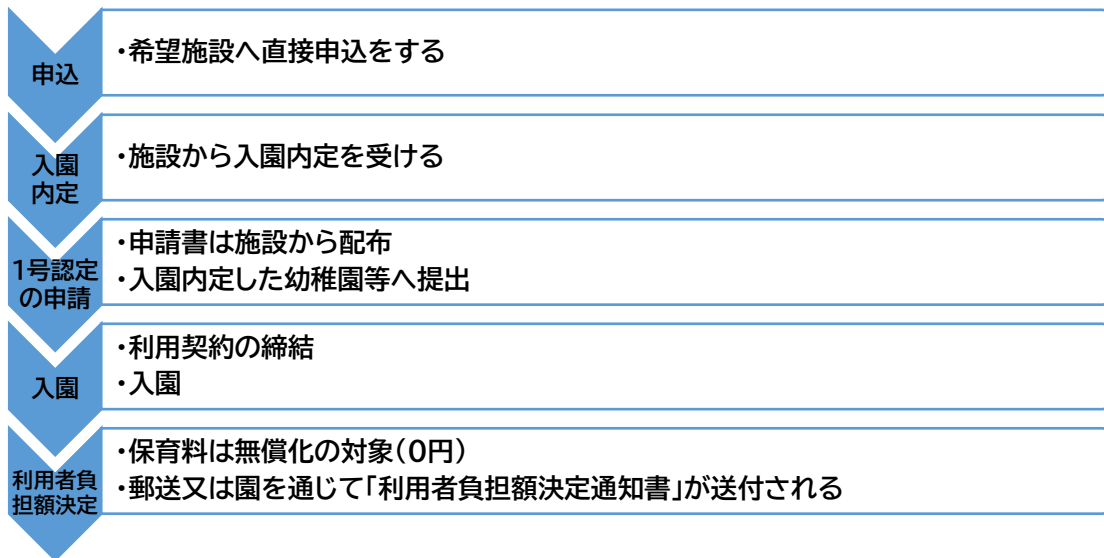 申込
・希望施設へ直接申込をする
入園
内定
・施設から入園内定を受ける
1号認定
の申請
・申請書は施設から配布
・入園内定した幼稚園等へ提出
入園
・利用契約の締結
・入園
利用者負
担額決定
・保育料は無償化の対象(0円)
・郵送又は園を通じて「利用者負担額決定通知書」が送付される